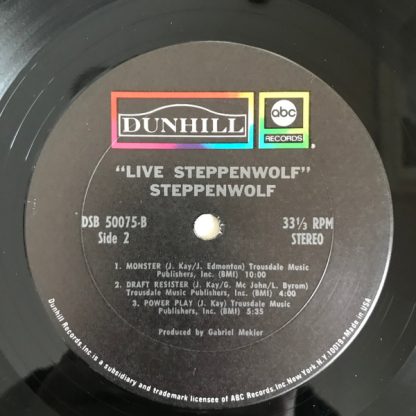 DUNHILL
abc
RECORDS
"LIVE STEPPENWOLF"
STEPPENWOLF
DSB 50075-B
Side 2
33⅓ RPM
STEREO
1. MONSTER (J. Kay/J. Edmonton) Trousdale Music
Publishers, Inc. (BMI) 10:00
2. DRAFT RESISTER (J. Kay/G. Mc John/L. Byrom)
Trousdale Music Publishers, Inc. (BMI) 4:00
3. POWER PLAY (J. Kay) Trousdale Music
Publishers, Inc. (BMI) 5:35
Produced by Gabriel Mekler
Dunhill Records, Inc. is a subsidiary and trademark licensee of ABC Records, Inc. New York, N.Y. 10019 • Made in USA